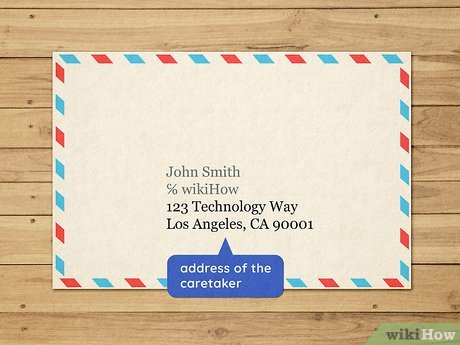 John Smith
℅ wikiHow
123 Technology Way
Los Angeles, CA 90001
address of the
caretaker
wikiHow